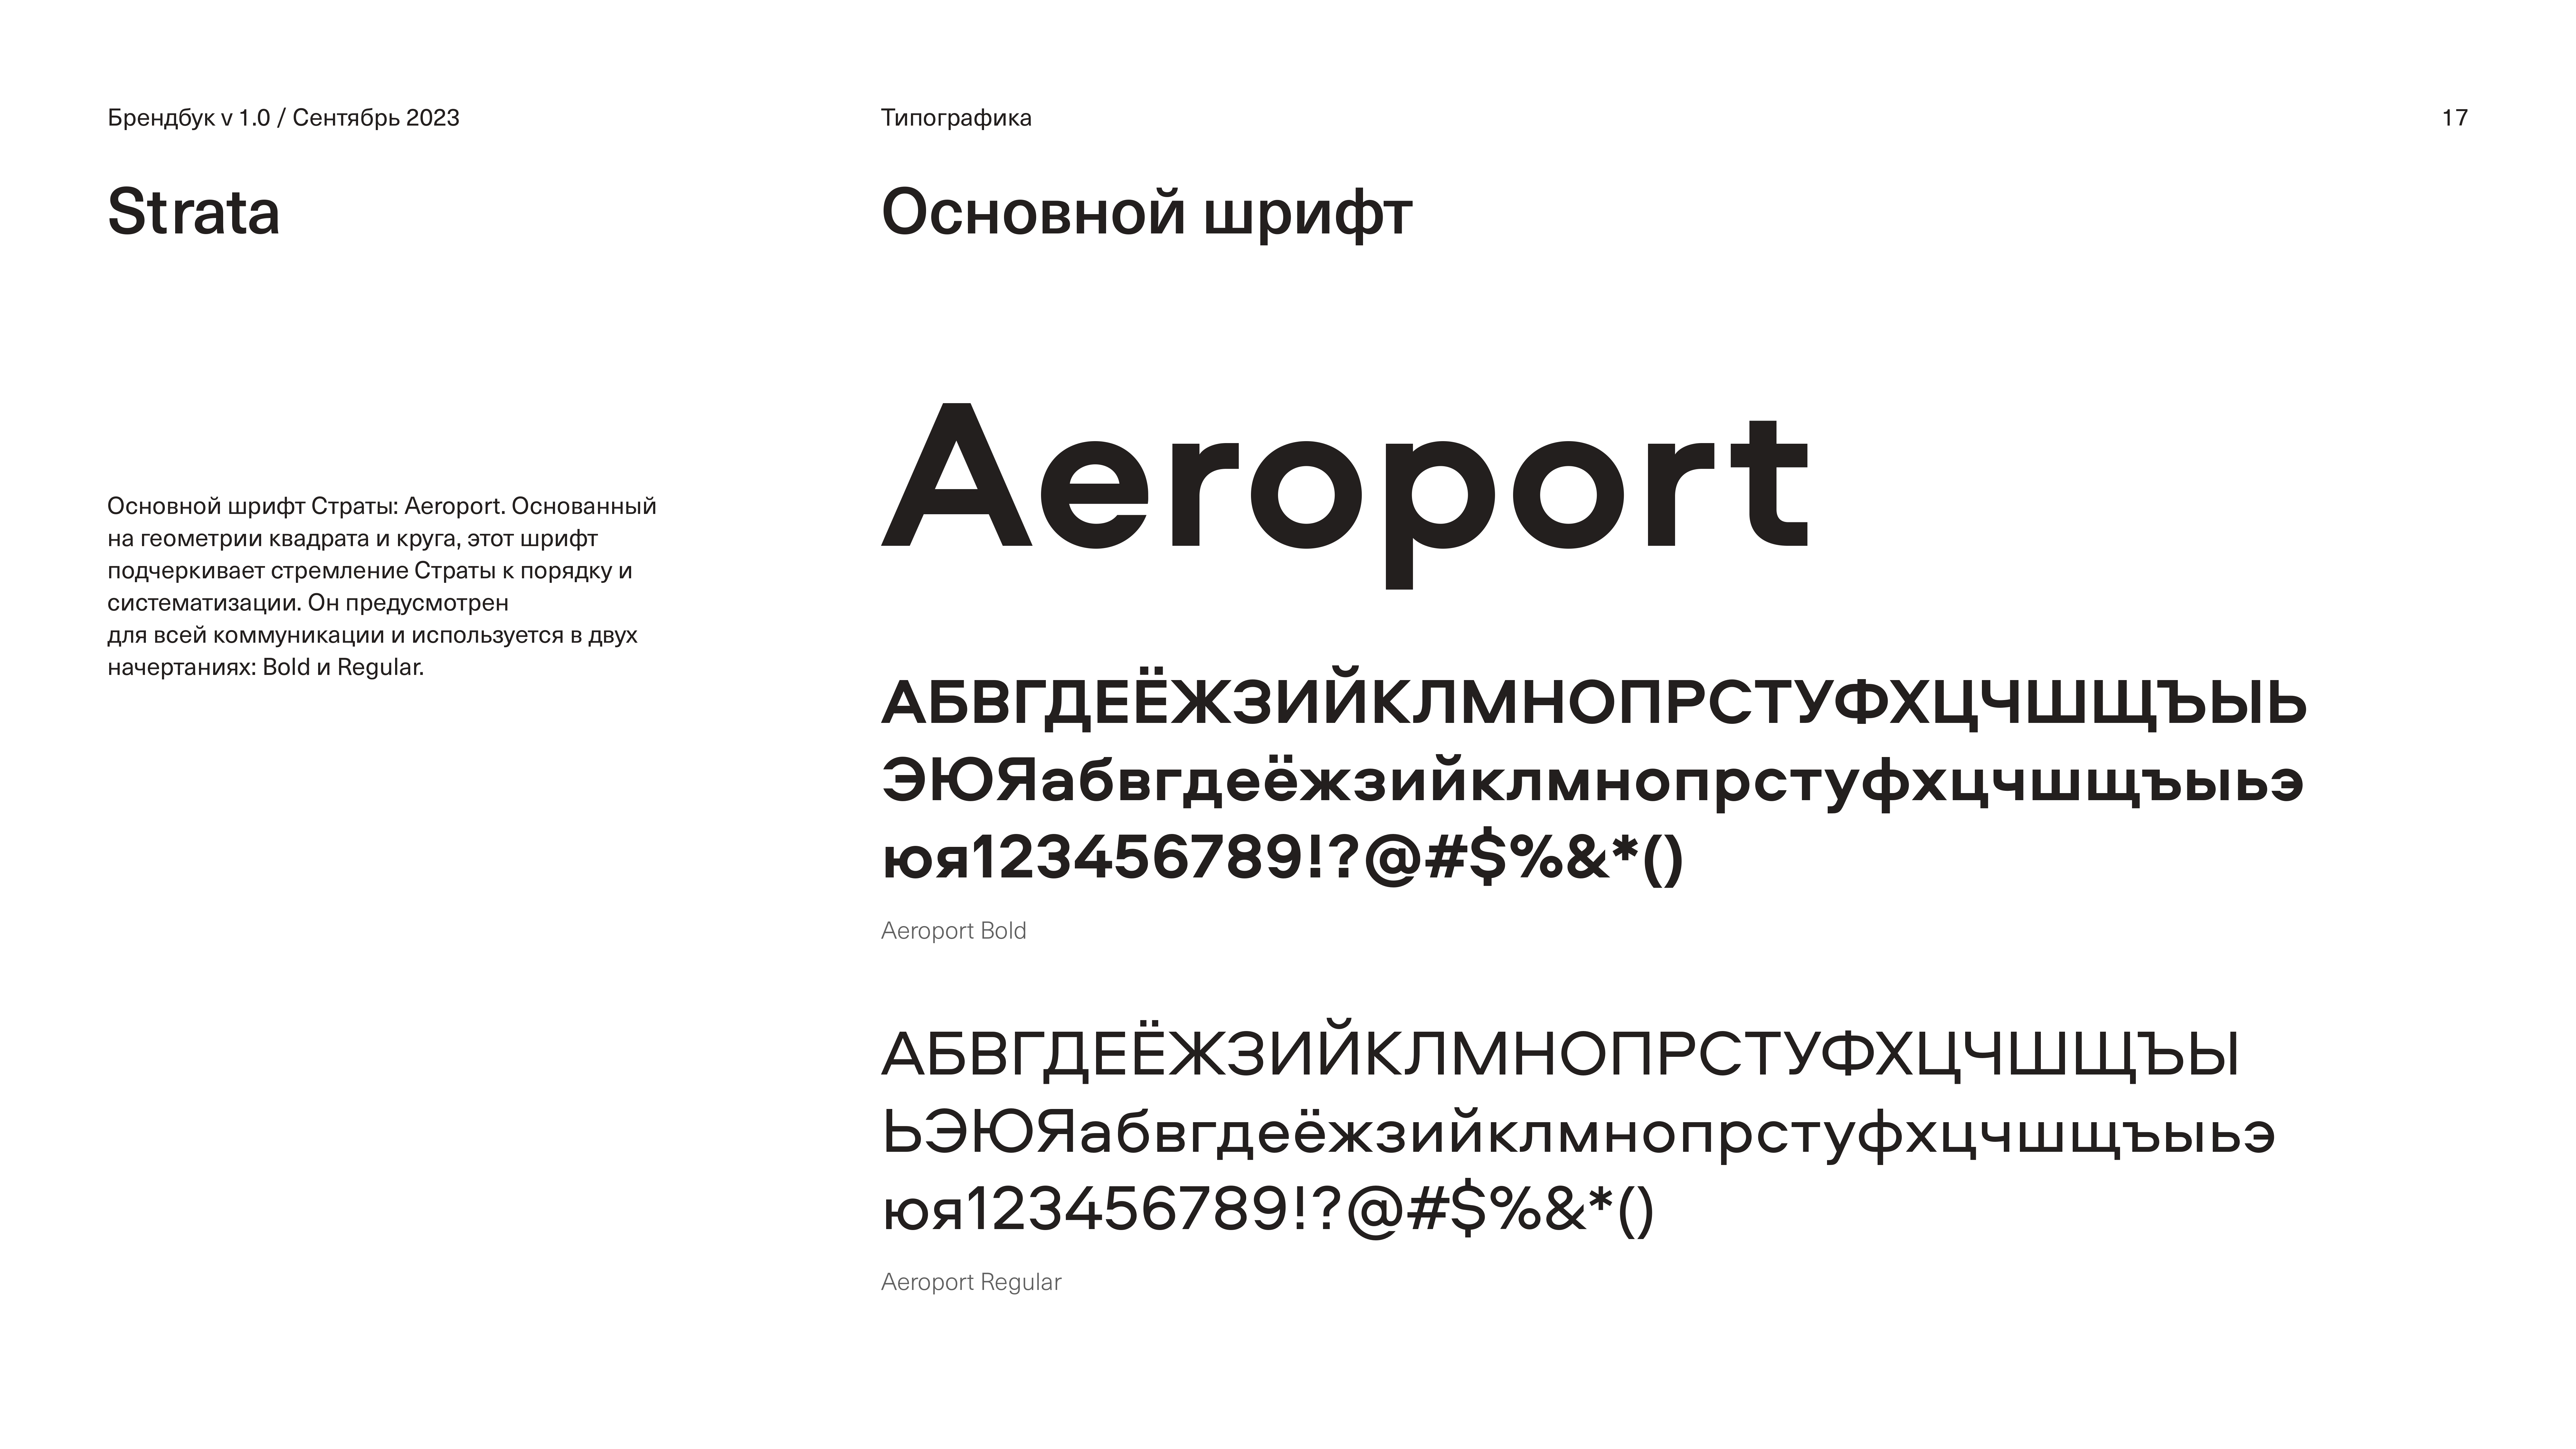 Брендбук v 1.0 / Сентябрь 2023
Типографика
17
Strata
Основной шрифт
Основной шрифт Страты: Aeroport. Основанный
на геометрии квадрата и круга, этот шрифт
подчеркивает стремление Страты к порядку и
систематизации. Он предусмотрен
для всей коммуникации и используется в двух
начертаниях: Bold и Regular.
Aeroport
АБВГДЕЁЖЗИЙКЛМНОПРСТУФХЦЧШЩЪЫЬ
ЭЮЯабвгдеёжзийклмнопрстуфхцчшщъыьэ
юя123456789!?@#$%&*()
Aeroport Bold
АБВГДЕЁЖЗИЙКЛМНОПРСТУФХЦЧШЩЪЫ
ЬЭЮЯабвгдеёжзийклмнопрстуфхцчшщъыьэ
юя123456789!?@#$%&*()
Aeroport Regular